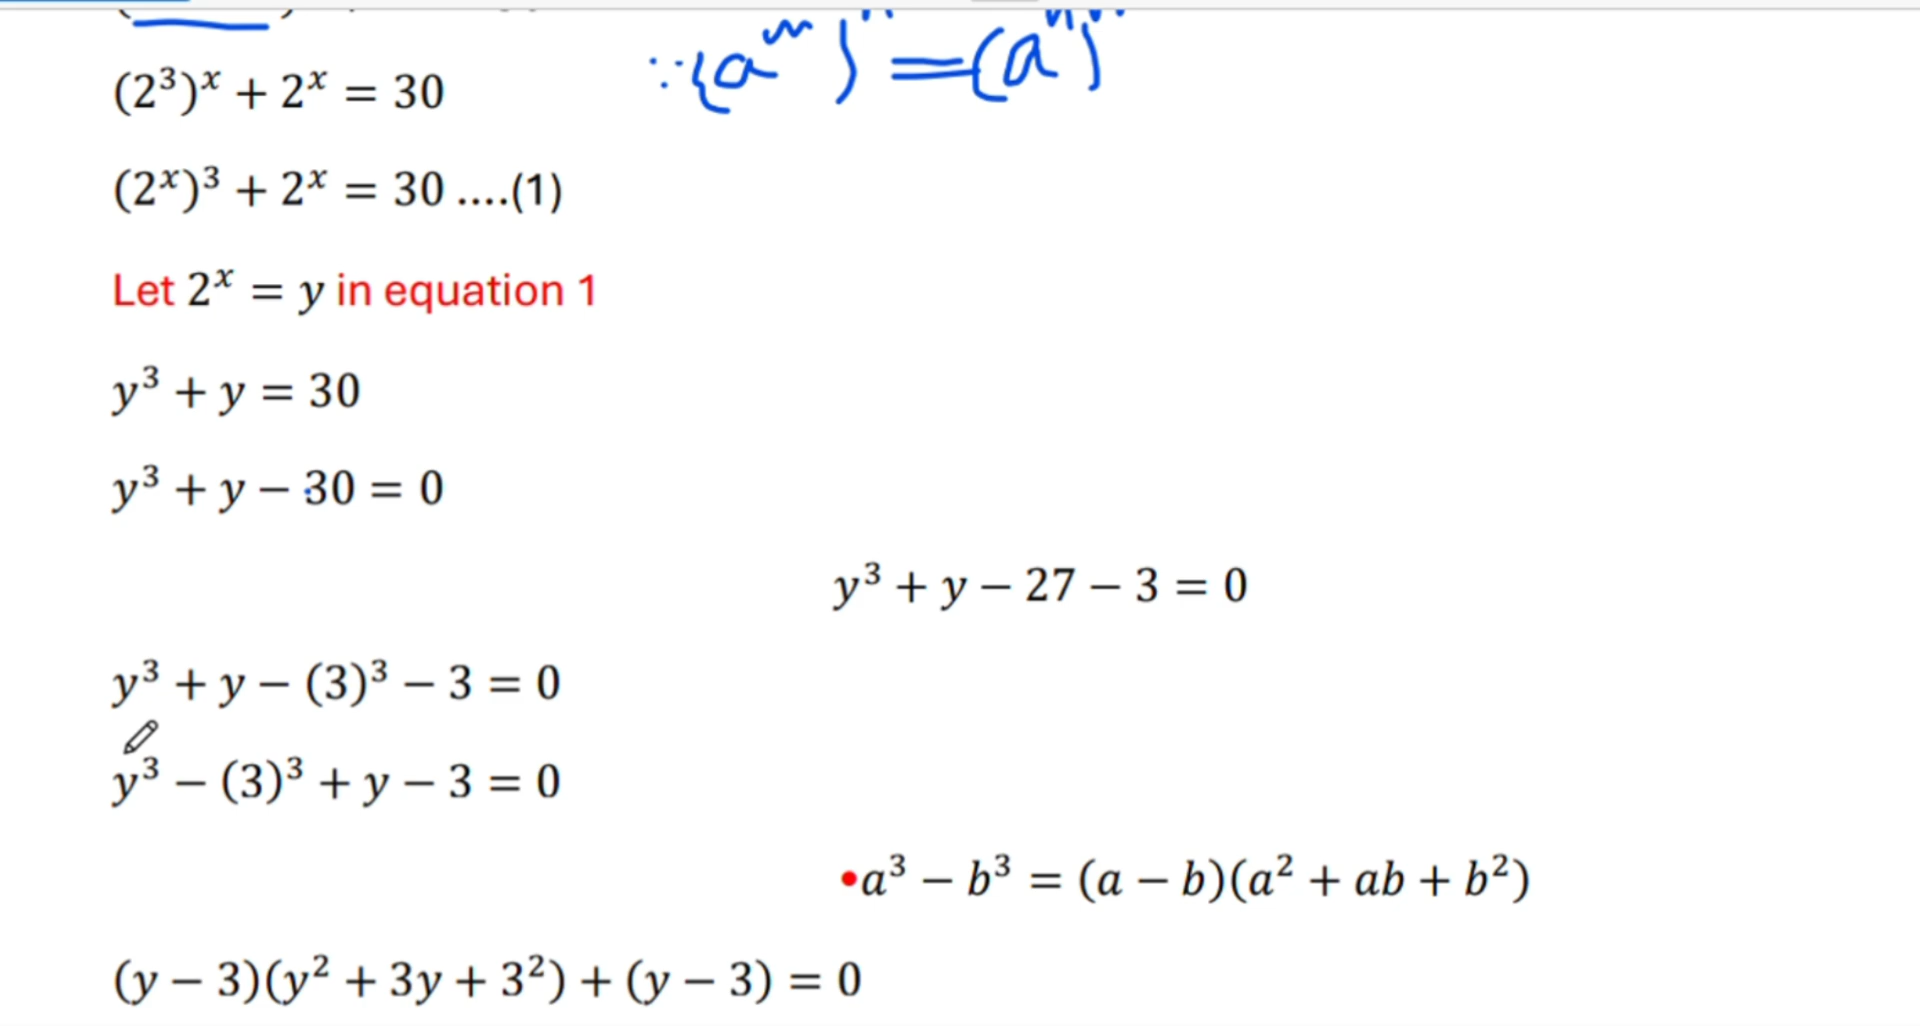 (2³)ˣ + 2ˣ = 30
∵ (aᵐ)ⁿ = (aⁿ)
(2ˣ)³ + 2ˣ = 30 ....(1)
Let 2ˣ = y in equation 1
y³ + y = 30
y³ + y − 30 = 0
y³ + y − 27 − 3 = 0
y³ + y − (3)³ − 3 = 0
y³ − (3)³ + y − 3 = 0
•a³ − b³ = (a − b)(a² + ab + b²)
(y − 3)(y² + 3y + 3²) + (y − 3) = 0